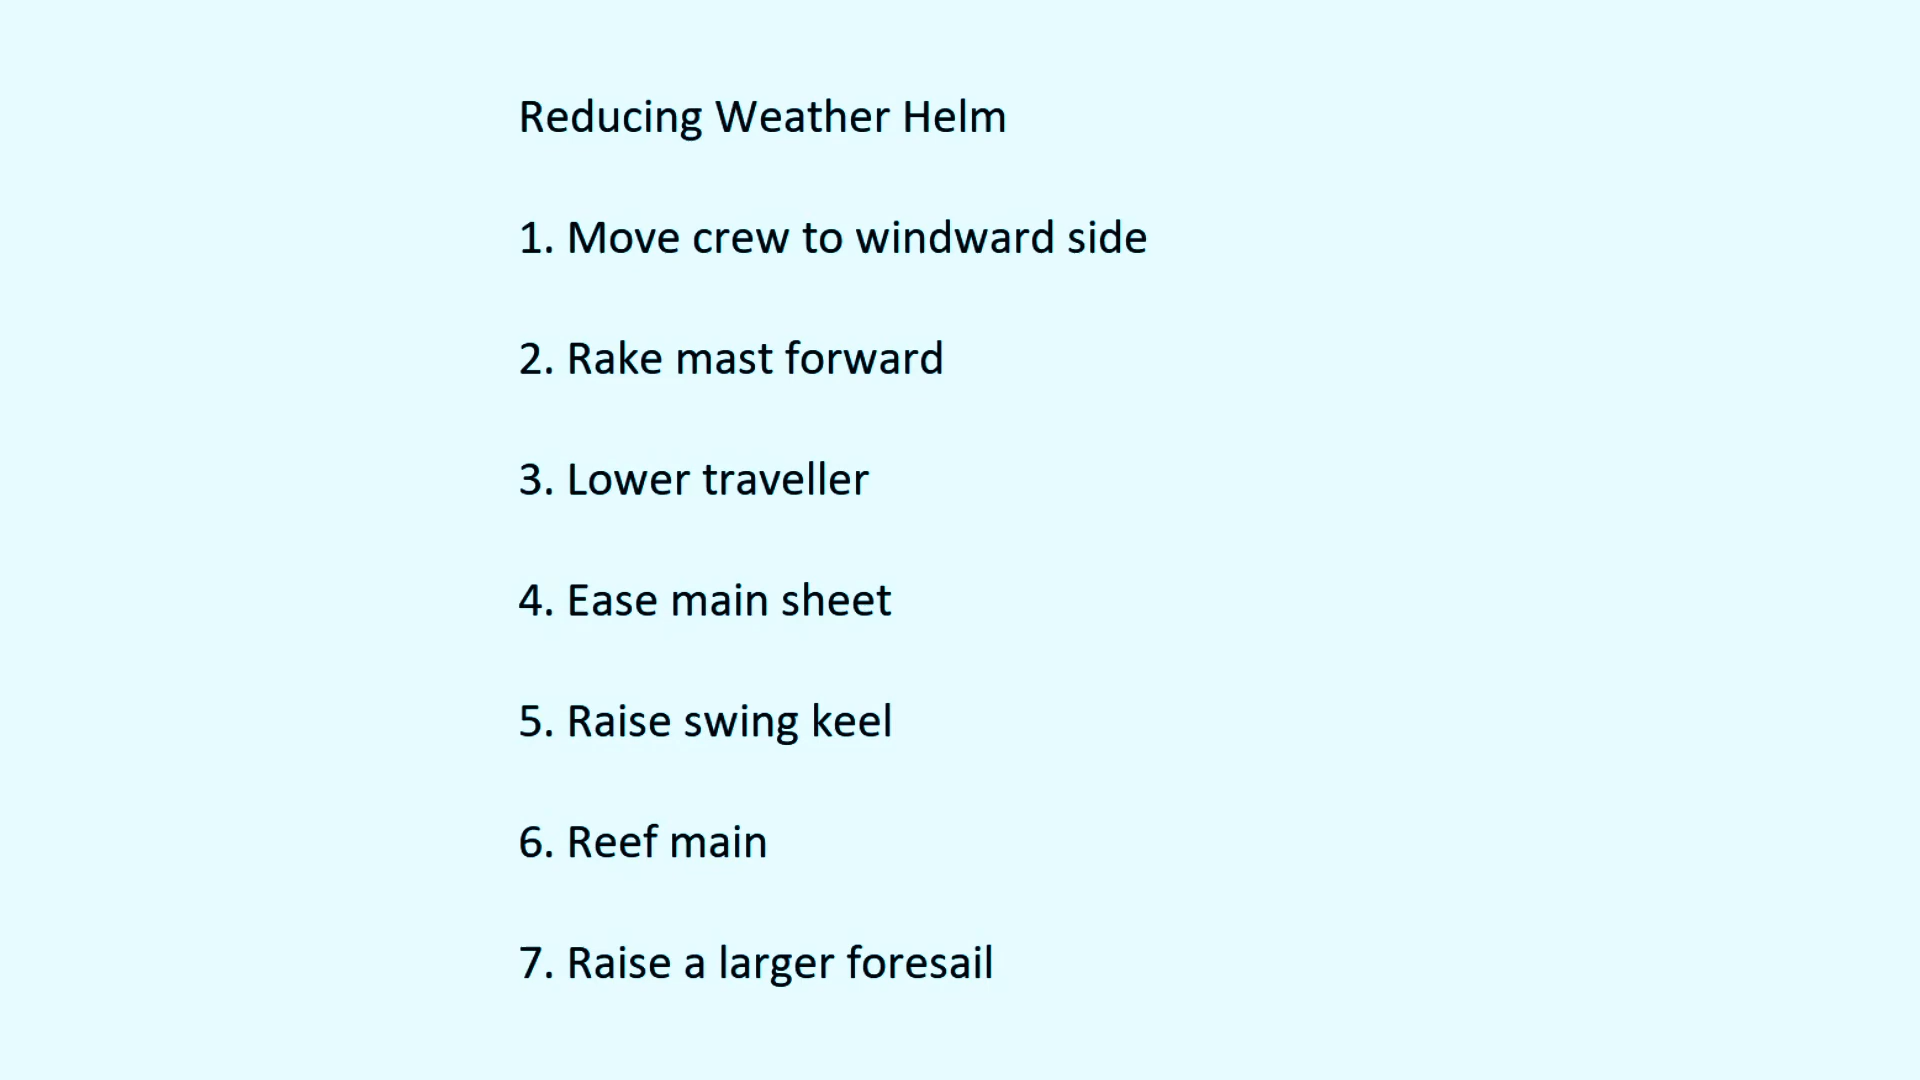 Reducing Weather Helm
1. Move crew to windward side
2. Rake mast forward
3. Lower traveller
4. Ease main sheet
5. Raise swing keel
6. Reef main
7. Raise a larger foresail